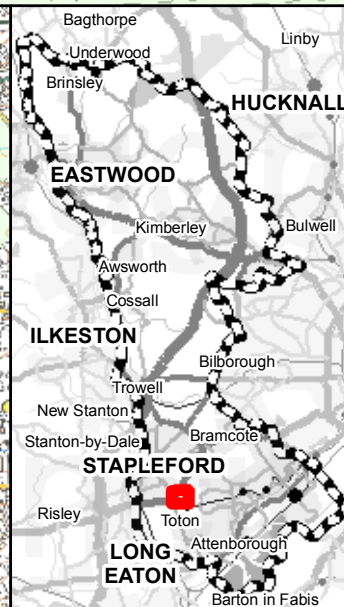 Bagthorpe
Linby
Underwood
Brinsley
HUCKNALL
EASTWOOD
Kimberley
Bulwell
Awsworth
Cossall
ILKESTON
Bilborough
Trowell
New Stanton
Bramcote
Stanton-by-Dale
STAPLEFORD
Risley
Toton
Attenborough
LONG
EATON
Barton in Fabis